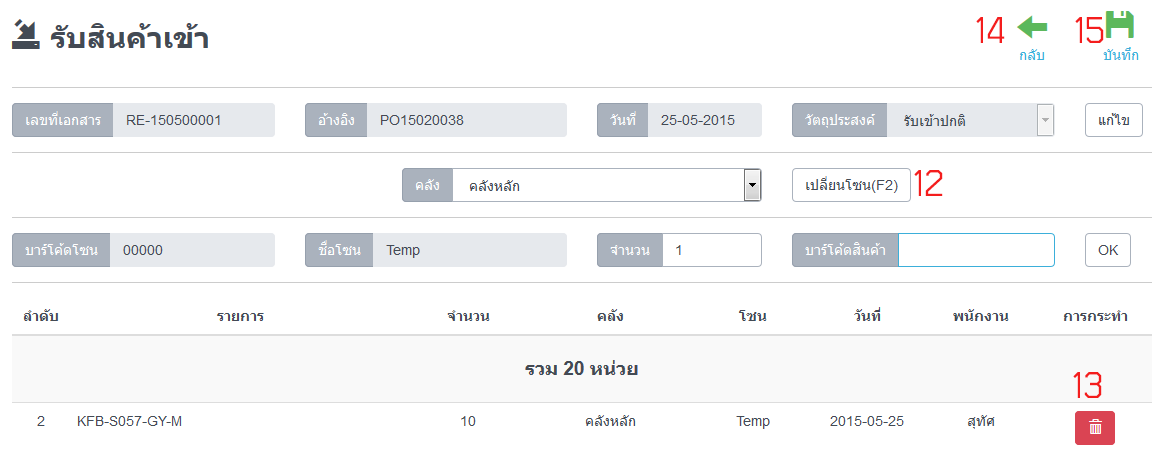 รับสินค้าเข้า 14 15
กลับ บันทึก
เลขที่เอกสาร RE-150500001 อ้างอิง PO15020038 วันที่ 25-05-2015 วัตถุประสงค์ รับเข้าปกติ แก้ไข
คลัง คลังหลัก เปลี่ยนโซน(F2) 12
บาร์โค้ดโซน 00000 ชื่อโซน Temp จำนวน 1 บาร์โค้ดสินค้า OK
ลำดับ รายการ จำนวน คลัง โซน วันที่ พนักงาน การกระทำ
รวม 20 หน่วย
13
2 KFB-S057-GY-M 10 คลังหลัก Temp 2015-05-25 สุทัศ